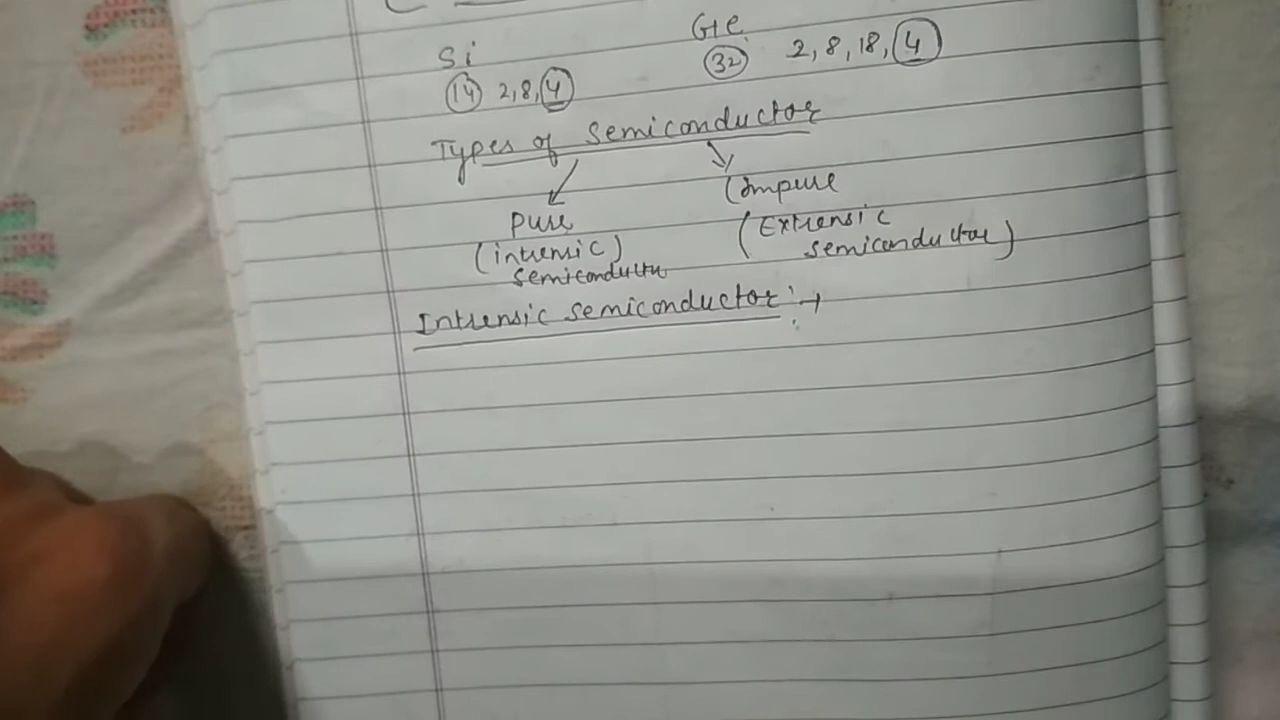 Si
Ge
(14) 2,8,(4)
(32) 2, 8, 18, (4)
Types of Semiconductor
Pure
(intrensic)
semiconductor
Impure
(Extrensic
semiconductor)
Intrensic semiconductor :→